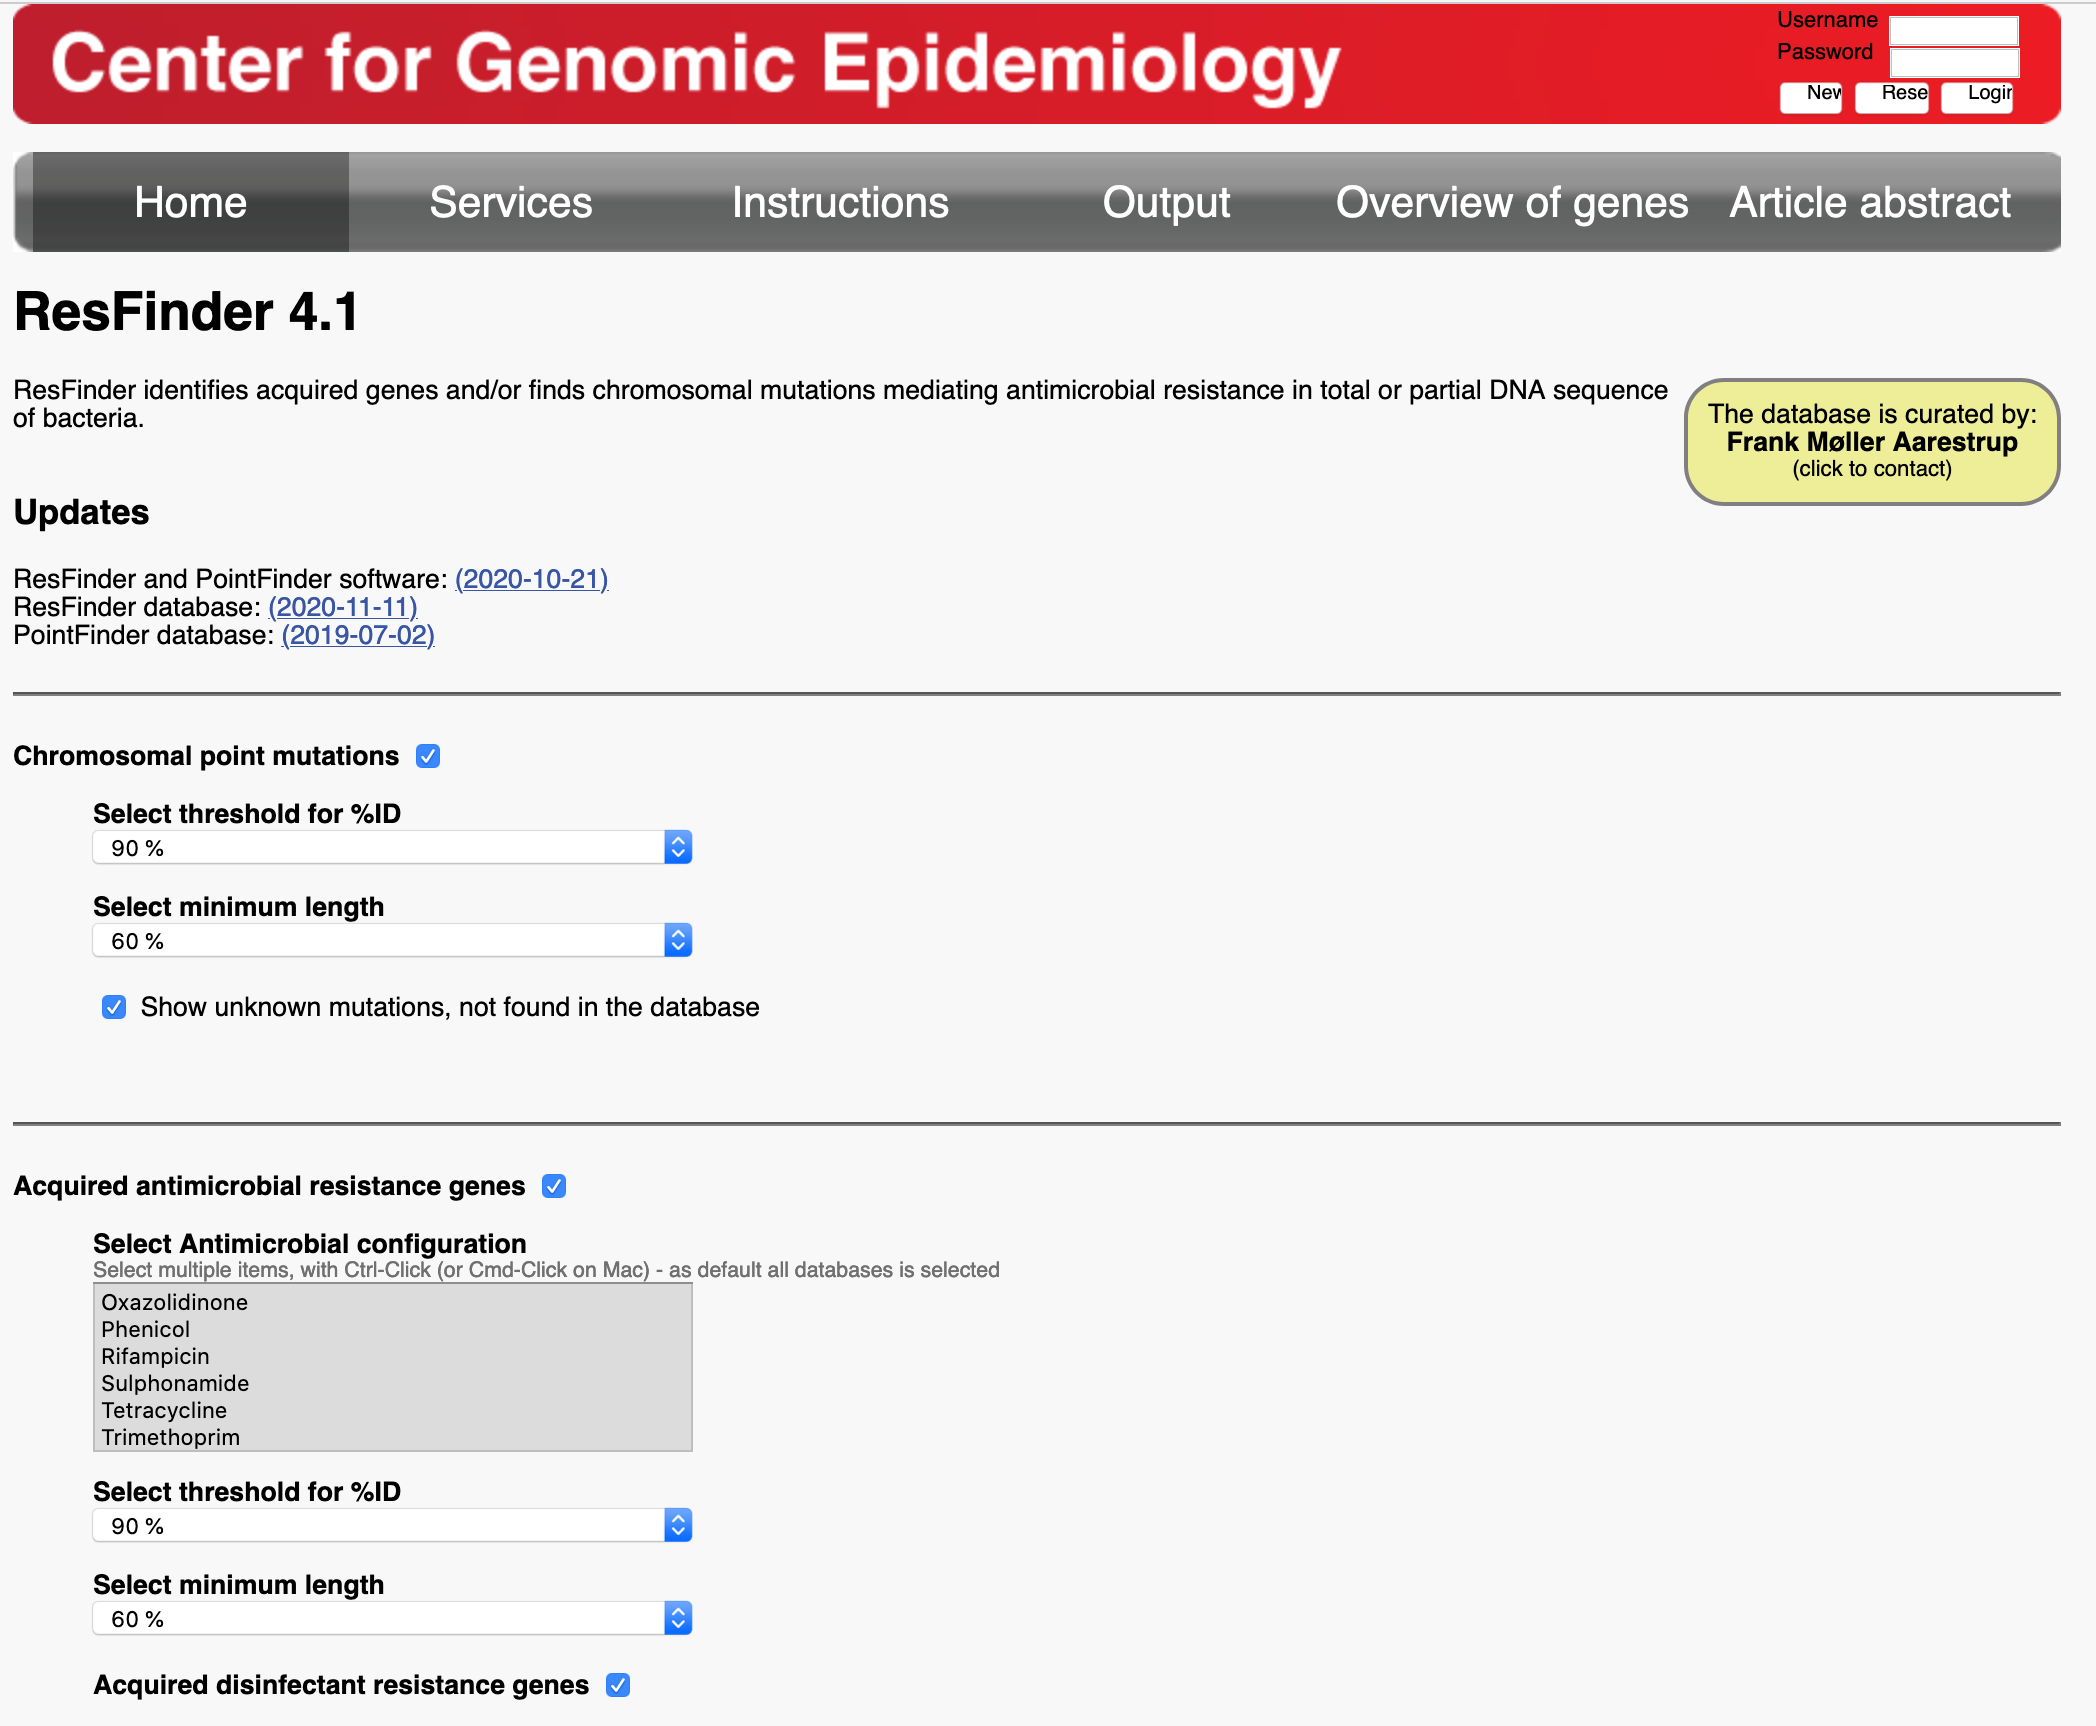 Center for Genomic Epidemiology
Username
Password
New
Rese
Login
Home Services Instructions Output Overview of genes Article abstract
ResFinder 4.1
ResFinder identifies acquired genes and/or finds chromosomal mutations mediating antimicrobial resistance in total or partial DNA sequence
of bacteria.
The database is curated by:
Frank Møller Aarestrup
(click to contact)
Updates
ResFinder and PointFinder software: (2020-10-21)
ResFinder database: (2020-11-11)
PointFinder database: (2019-07-02)
Chromosomal point mutations
Select threshold for %ID
90 %
Select minimum length
60 %
Show unknown mutations, not found in the database
Acquired antimicrobial resistance genes
Select Antimicrobial configuration
Select multiple items, with Ctrl-Click (or Cmd-Click on Mac) - as default all databases is selected
Oxazolidinone
Phenicol
Rifampicin
Sulphonamide
Tetracycline
Trimethoprim
Select threshold for %ID
90 %
Select minimum length
60 %
Acquired disinfectant resistance genes